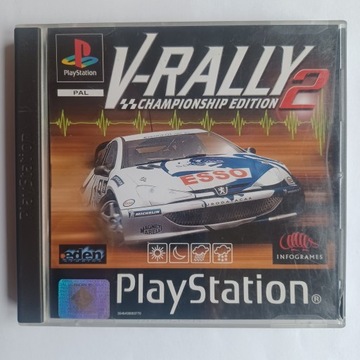 PlayStation
PAL
V-RALLY 2
CHAMPIONSHIP EDITION
ESSO
MICHELIN
eden
INFOGRAMES
PlayStation
PlayStation